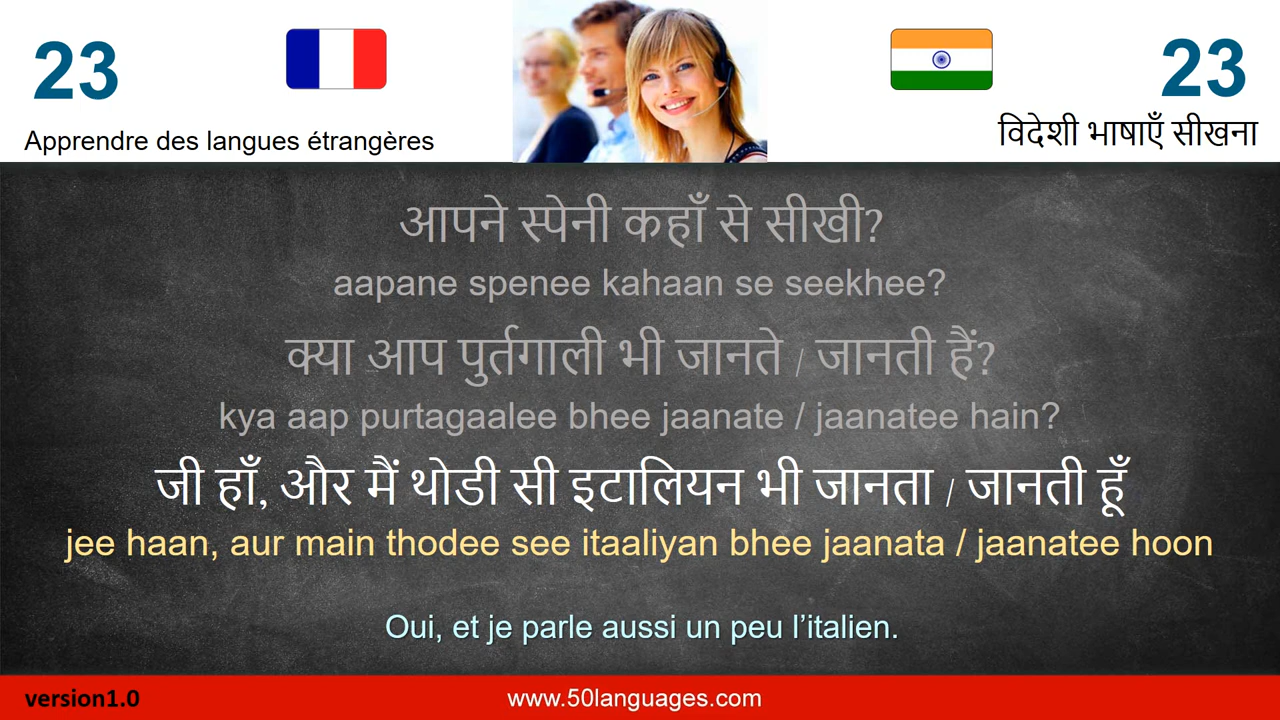 23
23
Apprendre des langues étrangères
विदेशी भाषाएँ सीखना
आपने स्पेनी कहाँ से सीखी?
aapane spenee kahaan se seekhee?
क्या आप पुर्तगाली भी जानते / जानती हैं?
kya aap purtagaalee bhee jaanate / jaanatee hain?
जी हाँ, और मैं थोडी सी इटालियन भी जानता / जानती हूँ
jee haan, aur main thodee see itaaliyan bhee jaanata / jaanatee hoon
Oui, et je parle aussi un peu l’italien.
version1.0
www.50languages.com